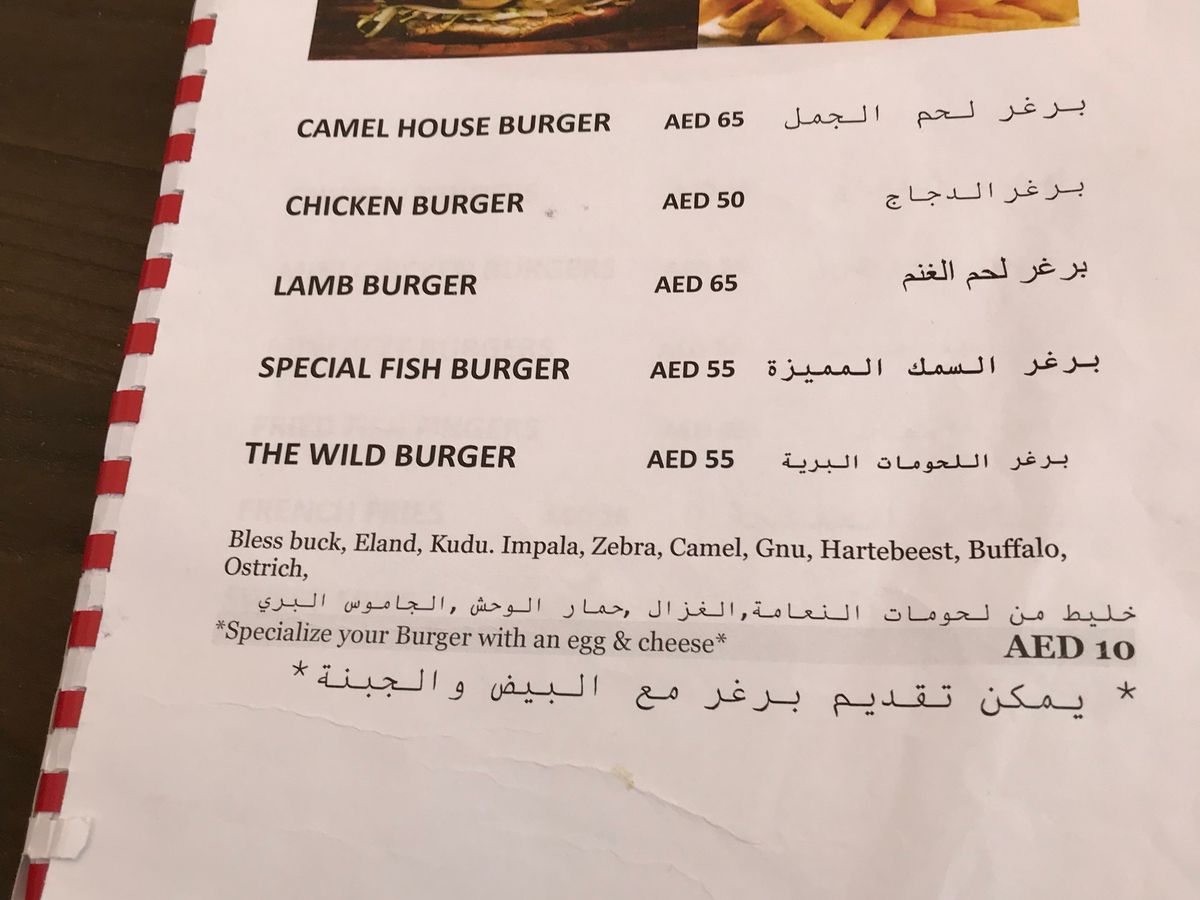 CAMEL HOUSE BURGER AED 65 برغر لحم الجمل
CHICKEN BURGER AED 50 برغر الدجاج
LAMB BURGER AED 65 برغر لحم الغنم
SPECIAL FISH BURGER AED 55 برغر السمك المميزة
THE WILD BURGER AED 55 برغر اللحومات البرية
Bless buck, Eland, Kudu. Impala, Zebra, Camel, Gnu, Hartebeest, Buffalo,
Ostrich,
خليط من لحومات النعامة,الغزال ,حمار الوحش ,الجاموس البري
*Specialize your Burger with an egg & cheese* AED 10
* يمكن تقديم برغر مع البيض والجبنة*